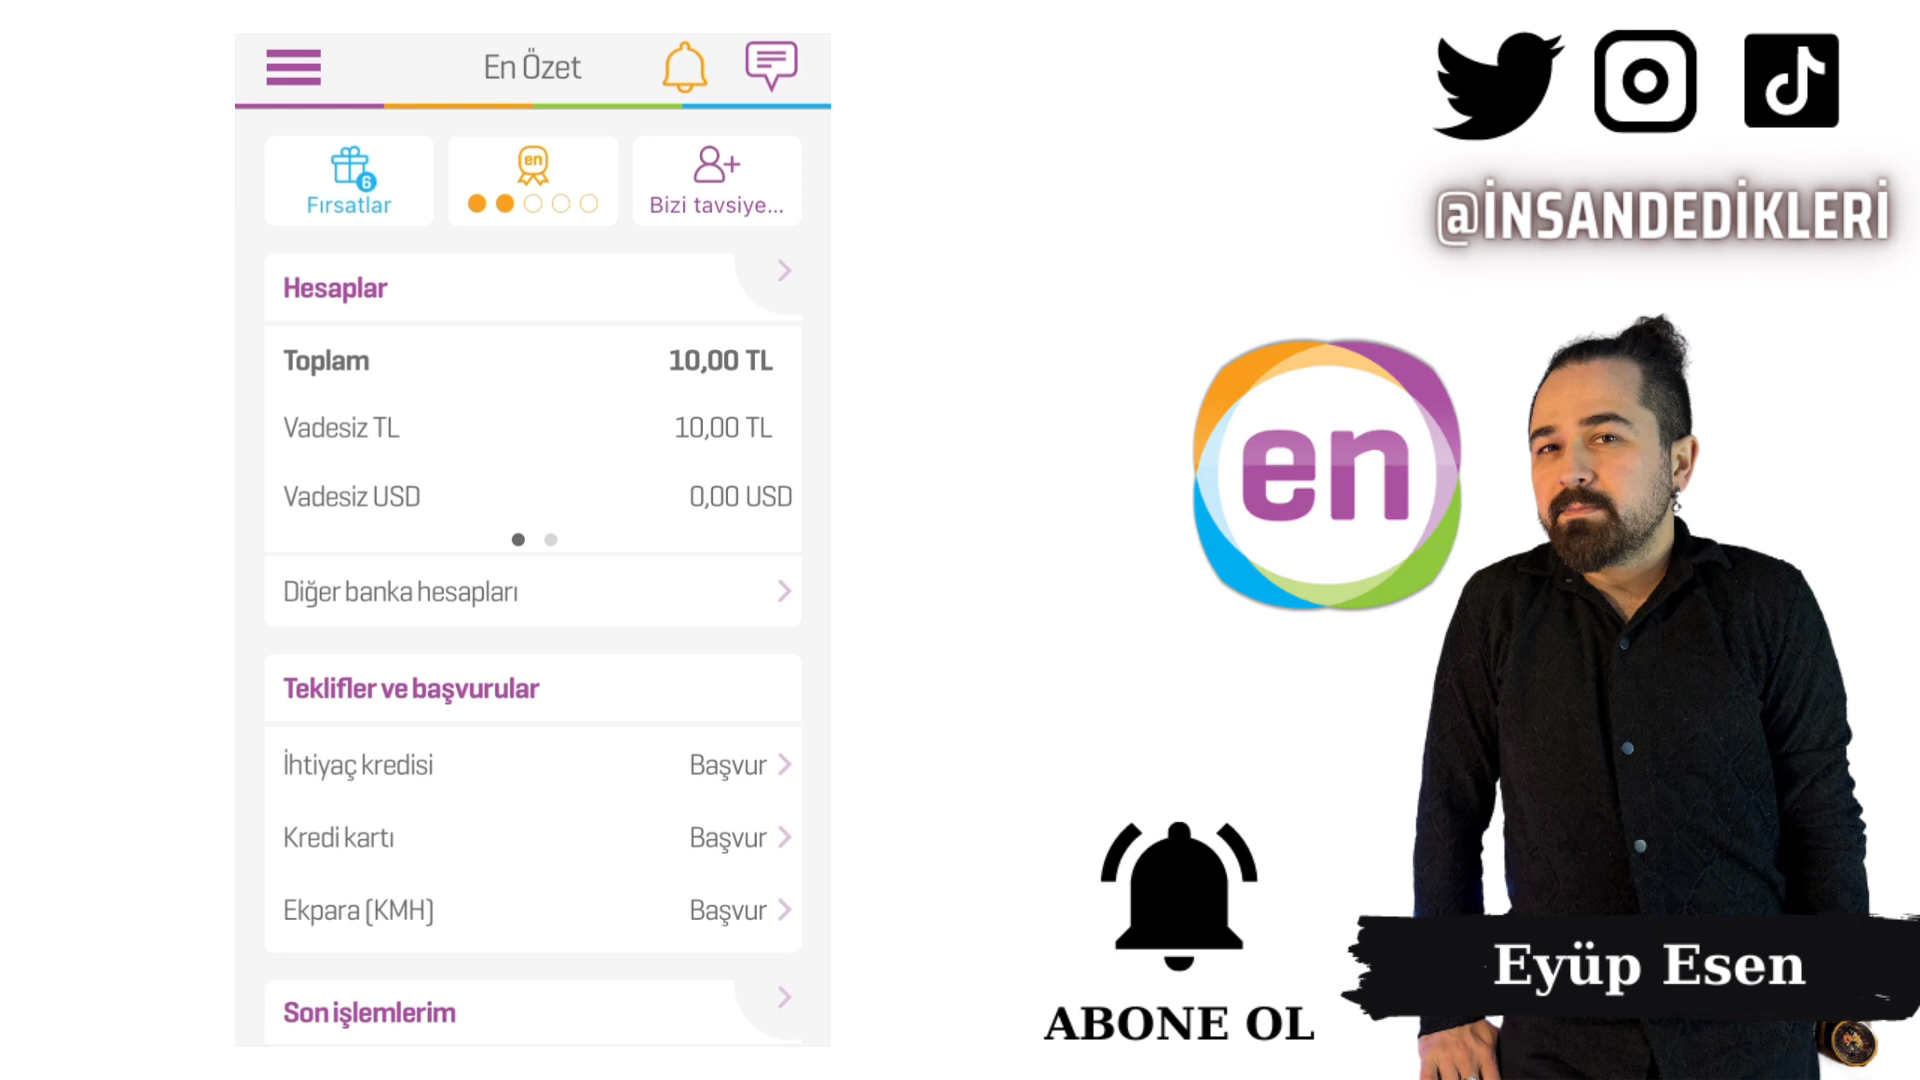 En Özet
6
Fırsatlar
en
Bizi tavsiye...
Hesaplar
Toplam 10,00 TL
Vadesiz TL 10,00 TL
Vadesiz USD 0,00 USD
Diğer banka hesapları
Teklifler ve başvurular
İhtiyaç kredisi Başvur
Kredi kartı Başvur
Ekpara (KMH) Başvur
Son işlemlerim
@İNSANDEDİKLERİ
en
ABONE OL
Eyüp Esen